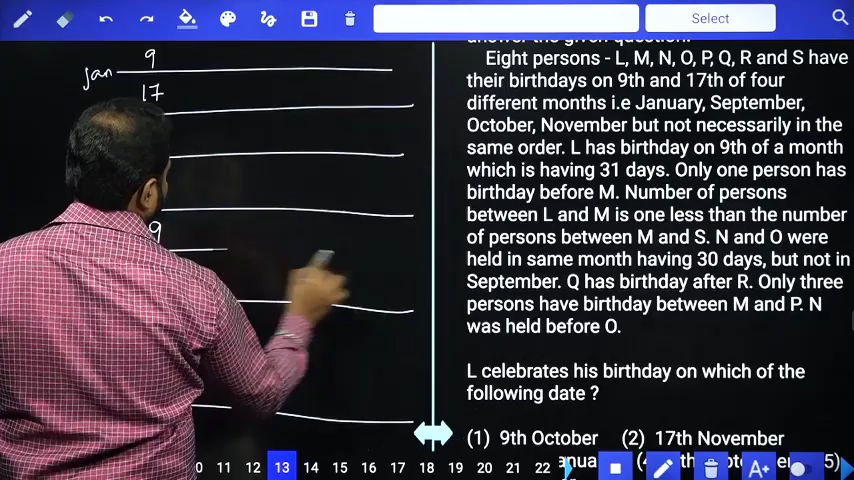 Select
9
Jan
17
9
answer the given question.
Eight persons - L, M, N, O, P, Q, R and S have
their birthdays on 9th and 17th of four
different months i.e January, September,
October, November but not necessarily in the
same order. L has birthday on 9th of a month
which is having 31 days. Only one person has
birthday before M. Number of persons
between L and M is one less than the number
of persons between M and S. N and O were
held in same month having 30 days, but not in
September. Q has birthday after R. Only three
persons have birthday between M and P. N
was held before O.
L celebrates his birthday on which of the
following date ?
(1) 9th October (2) 17th November
5)
11 12 13 14 15 16 17 18 19 20 21 22
A+